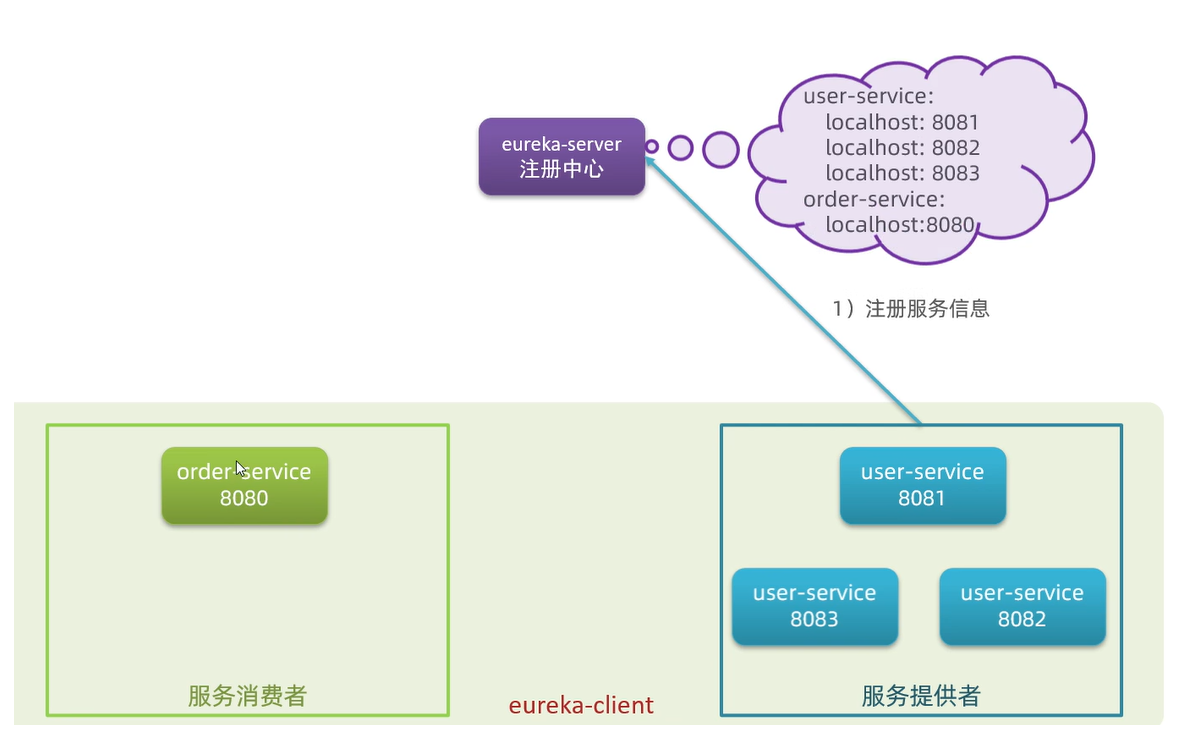 eureka-server
注册中心
user-service:
localhost: 8081
localhost: 8082
localhost: 8083
order-service:
localhost:8080
1）注册服务信息
order-service
8080
服务消费者
eureka-client
user-service
8081
user-service
8083
user-service
8082
服务提供者